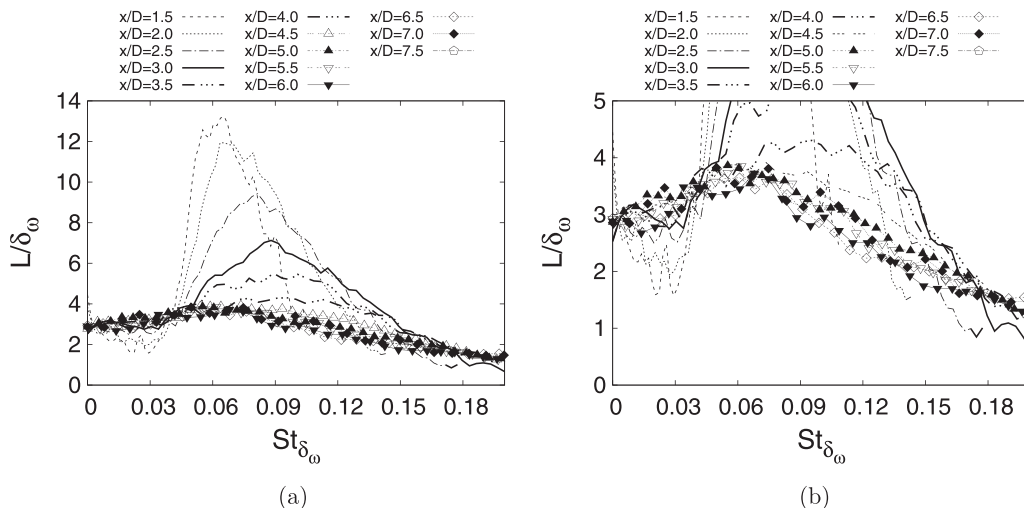 x/D=1.5 x/D=4.0 x/D=6.5
x/D=2.0 x/D=4.5 x/D=7.0
x/D=2.5 x/D=5.0 x/D=7.5
x/D=3.0 x/D=5.5
x/D=3.5 x/D=6.0
14
12
10
8
6
4
2
0
L/δω
0 0.03 0.06 0.09 0.12 0.15 0.18
Stδω
(a)
x/D=1.5 x/D=4.0 x/D=6.5
x/D=2.0 x/D=4.5 x/D=7.0
x/D=2.5 x/D=5.0 x/D=7.5
x/D=3.0 x/D=5.5
x/D=3.5 x/D=6.0
5
4
3
2
1
0
L/δω
0 0.03 0.06 0.09 0.12 0.15 0.18
Stδω
(b)